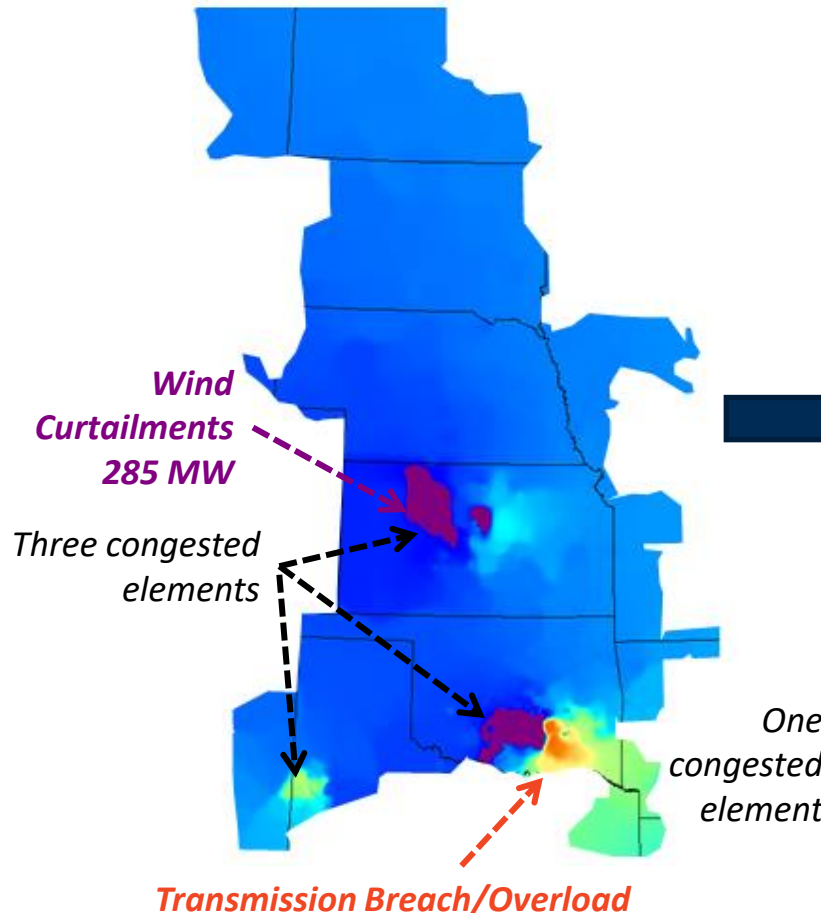 Wind
Curtailments
285 MW
Three congested
elements
One
congested
element
Transmission Breach/Overload